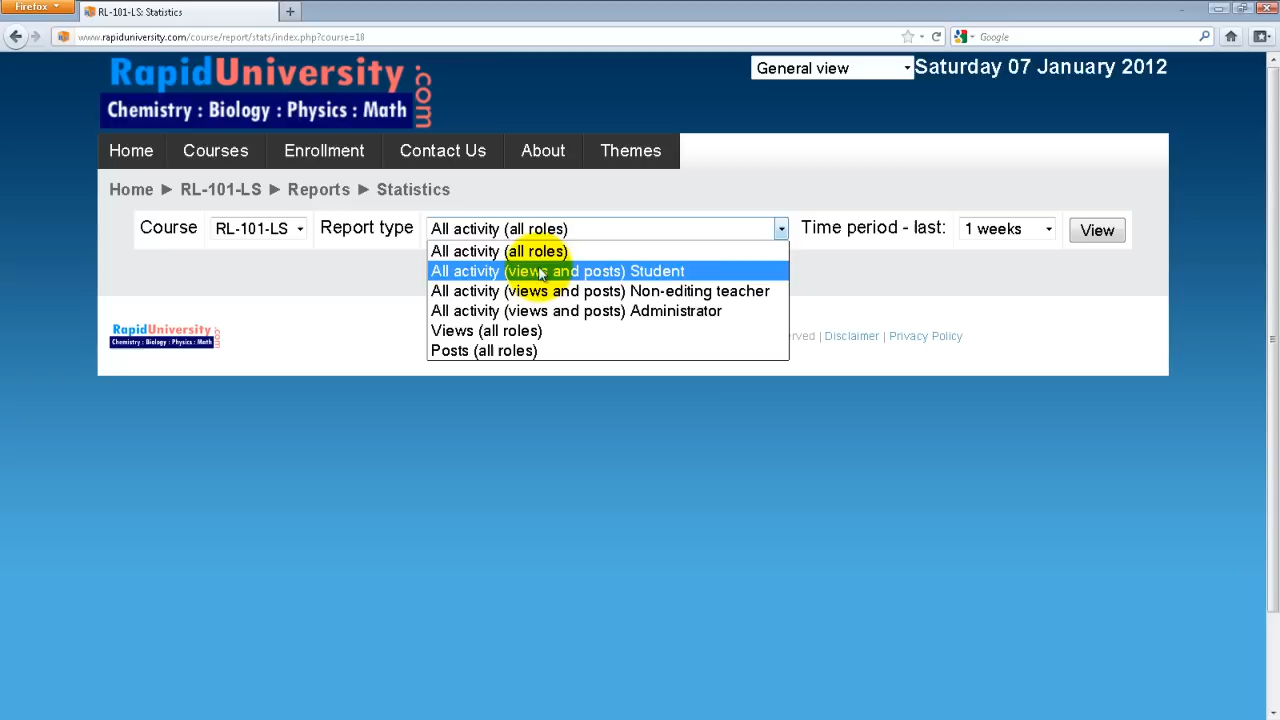 Firefox
RL-101-LS: Statistics
www.rapiduniversity.com/course/report/stats/index.php?course=18
Google
RapidUniversity.com
Chemistry : Biology : Physics : Math
General view
Saturday 07 January 2012
Home Courses Enrollment Contact Us About Themes
Home ► RL-101-LS ► Reports ► Statistics
Course RL-101-LS Report type All activity (all roles) Time period - last: 1 weeks View
All activity (all roles)
All activity (views and posts) Student
All activity (views and posts) Non-editing teacher
All activity (views and posts) Administrator
Views (all roles)
Posts (all roles)
RapidUniversity.com
Chemistry : Biology : Physics : Math
rved | Disclaimer | Privacy Policy